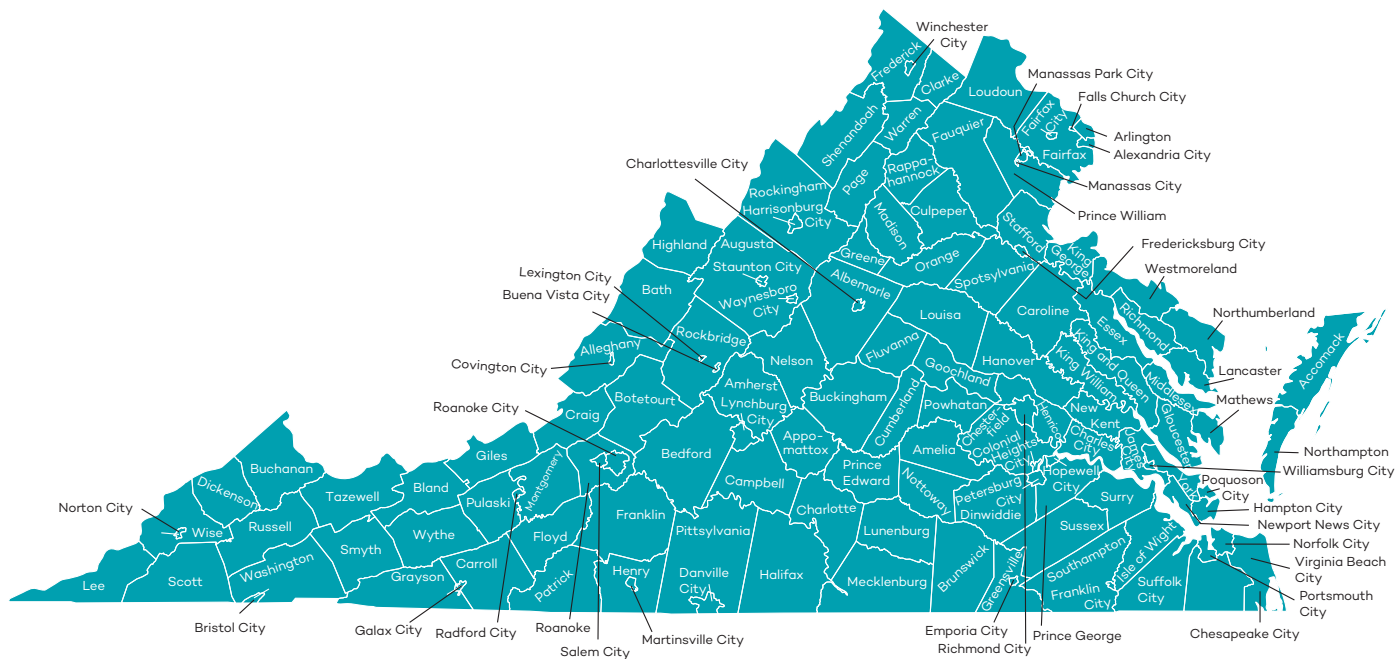 Winchester
City
Frederick
Clarke
Manassas Park City
Loudoun
Falls Church City
Shenandoah
Warren
Fauquier
Fairfax
City
Arlington
Fairfax
Alexandria City
Charlottesville City
Page
Rappa-
hannock
Manassas City
Rockingham
Harrisonburg
City
Madison
Culpeper
Prince William
Stafford
Highland
Augusta
Greene
Orange
King
George
Fredericksburg City
Lexington City
Staunton City
Albemarle
Spotsylvania
Westmoreland
Buena Vista City
Bath
Waynesboro
City
Louisa
Caroline
Essex
Richmond
Northumberland
Rockbridge
Alleghany
Nelson
Fluvanna
Hanover
King and Queen
King William
Accomack
Covington City
Amherst
Goochland
Middlesex
Lancaster
Roanoke City
Craig
Botetourt
Lynchburg
City
Buckingham
Cumberland
Powhatan
Chester-
field
Henrico
New
Kent
Gloucester
Mathews
Buchanan
Giles
Bedford
Appo-
mattox
Amelia
Colonial
Heights
City
Charles
City
James
City
Northampton
Dickenson
Tazewell
Bland
Pulaski
Montgomery
Campbell
Prince
Edward
Nottoway
Petersburg
City
Hopewell
City
York
Williamsburg City
Poquoson
City
Norton City
Wise
Russell
Wythe
Floyd
Franklin
Pittsylvania
Charlotte
Lunenburg
Dinwiddie
Surry
Sussex
Hampton City
Newport News City
Lee
Scott
Washington
Smyth
Grayson
Carroll
Patrick
Henry
Danville
City
Halifax
Mecklenburg
Brunswick
Greensville
Southampton
Isle of Wight
Franklin
City
Suffolk
City
Norfolk City
Virginia Beach
City
Portsmouth
City
Bristol City
Galax City
Radford City
Roanoke
Salem City
Martinsville City
Emporia City
Richmond City
Prince George
Chesapeake City